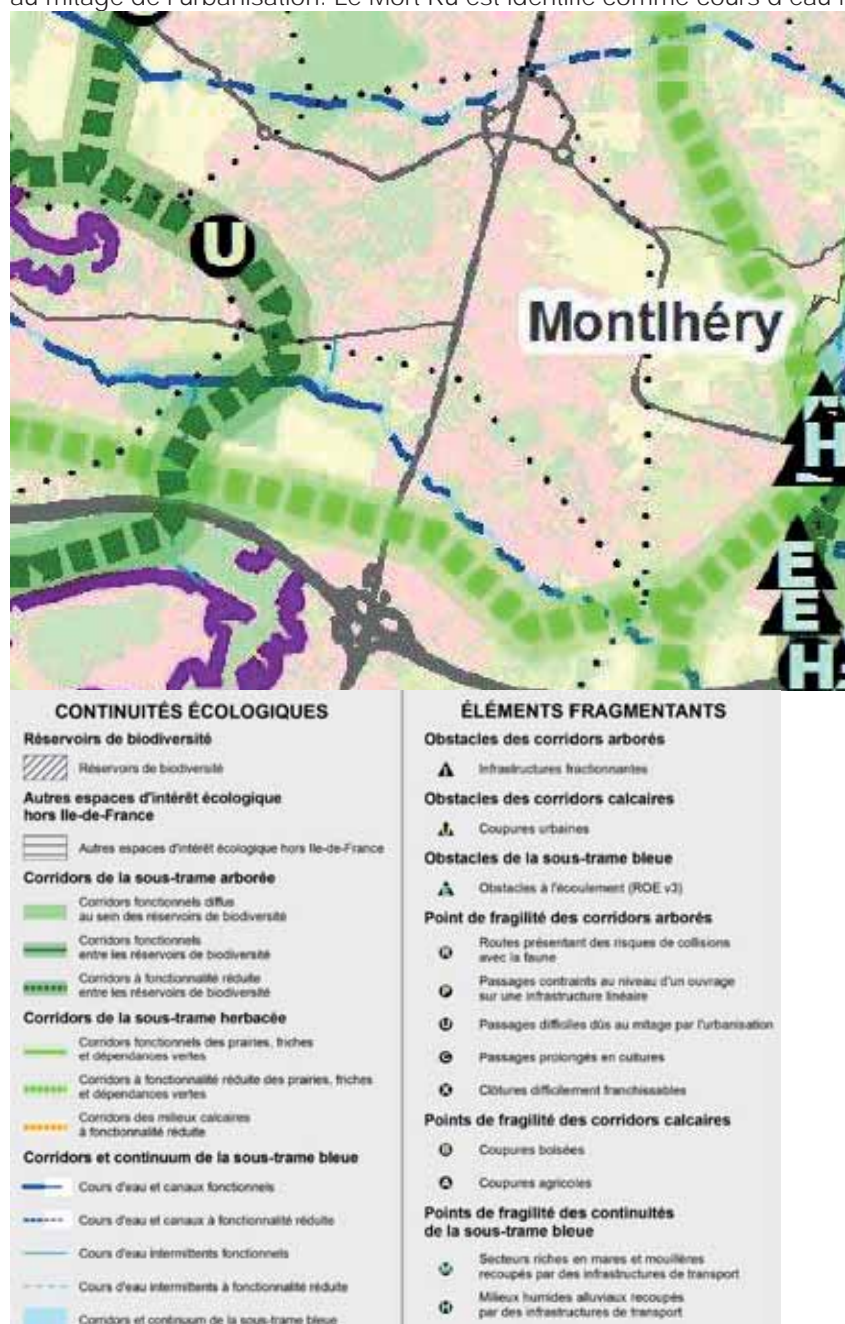 au mitage de l'urbanisation. Le Mort Ru est identifié comme cours d'eau
U
Montlhéry
H
E
E
H
CONTINUITÉS ÉCOLOGIQUES
Réservoirs de biodiversité
Réservoirs de biodiversité
Autres espaces d'intérêt écologique
hors Ile-de-France
Autres espaces d'intérêt écologique hors Ile-de-France
Corridors de la sous-trame arborée
Corridors fonctionnels diffus
au sein des réservoirs de biodiversité
Corridors fonctionnels
entre les réservoirs de biodiversité
Corridors à fonctionnalité réduite
entre les réservoirs de biodiversité
Corridors de la sous-trame herbacée
Corridors fonctionnels des prairies, friches
et dépendances vertes
Corridors à fonctionnalité réduite des prairies, friches
et dépendances vertes
Corridors des milieux calcaires
à fonctionnalité réduite
Corridors et continuum de la sous-trame bleue
Cours d'eau et canaux fonctionnels
Cours d'eau et canaux à fonctionnalité réduite
Cours d'eau intermittents fonctionnels
Cours d'eau intermittents à fonctionnalité réduite
Corridors et continuum de la sous-trame bleue
ÉLÉMENTS FRAGMENTANTS
Obstacles des corridors arborés
Infrastructures fractionnantes
Obstacles des corridors calcaires
Coupures urbaines
Obstacles de la sous-trame bleue
Obstacles à l'écoulement (ROE v3)
Point de fragilité des corridors arborés
R Routes présentant des risques de collisions
avec la faune
P Passages contraints au niveau d'un ouvrage
sur une infrastructure linéaire
U Passages difficiles dûs au mitage par l'urbanisation
C Passages prolongés en cultures
Clôtures difficilement franchissables
Points de fragilité des corridors calcaires
B Coupures boisées
A Coupures agricoles
Points de fragilité des continuités
de la sous-trame bleue
Secteurs riches en mares et mouillères
recoupés par des infrastructures de transport
H Milieux humides alluviaux recoupés
par des infrastructures de transport